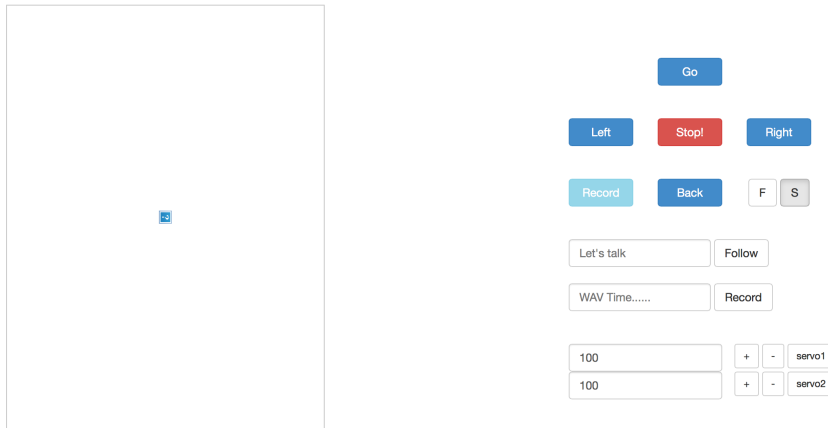 Go
Left Stop! Right
Record Back F S
Let's talk Follow
WAV Time...... Record
100 + - servo1
100 + - servo2